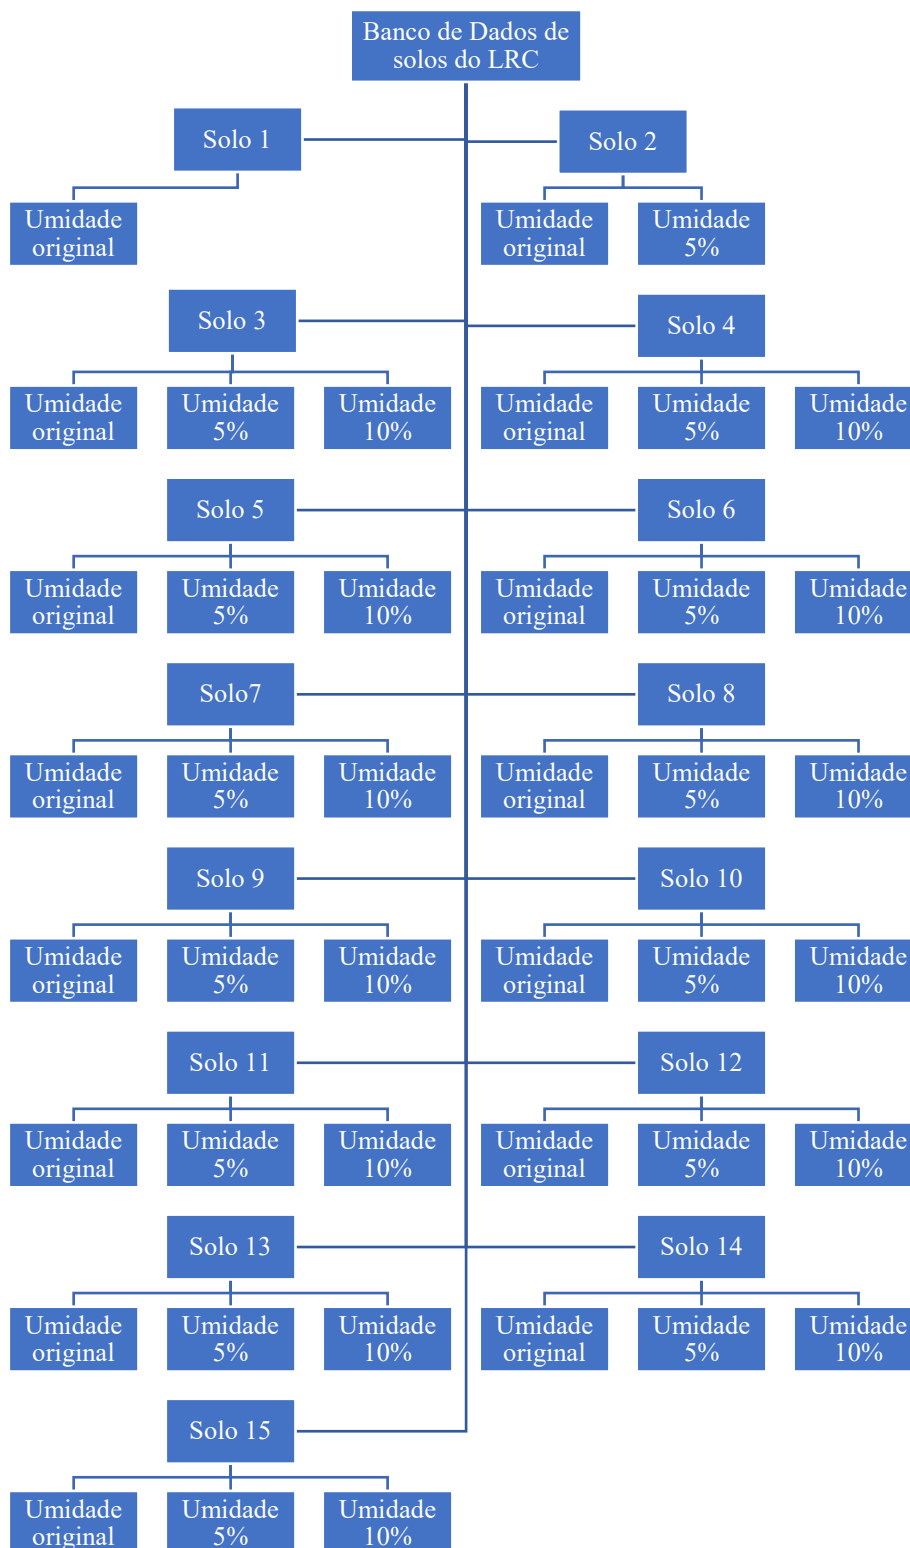 Banco de Dados de
solos do LRC
Solo 1
Solo 2
Umidade
original
Umidade
original
Umidade
5%
Solo 3
Solo 4
Umidade
original
Umidade
5%
Umidade
10%
Umidade
original
Umidade
5%
Umidade
10%
Solo 5
Solo 6
Umidade
original
Umidade
5%
Umidade
10%
Umidade
original
Umidade
5%
Umidade
10%
Solo7
Solo 8
Umidade
original
Umidade
5%
Umidade
10%
Umidade
original
Umidade
5%
Umidade
10%
Solo 9
Solo 10
Umidade
original
Umidade
5%
Umidade
10%
Umidade
original
Umidade
5%
Umidade
10%
Solo 11
Solo 12
Umidade
original
Umidade
5%
Umidade
10%
Umidade
original
Umidade
5%
Umidade
10%
Solo 13
Solo 14
Umidade
original
Umidade
5%
Umidade
10%
Umidade
original
Umidade
5%
Umidade
10%
Solo 15
Umidade
original
Umidade
5%
Umidade
10%